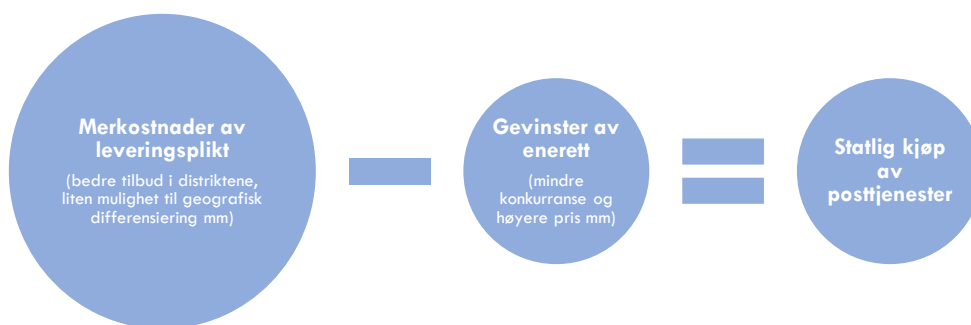 Merkostnader av
leveringsplikt
(bedre tilbud i distriktene,
liten mulighet til geografisk
differensiering mm)
Gevinster av
enerett
(mindre
konkurranse og
høyere pris mm)
Statlig kjøp
av
posttjenester